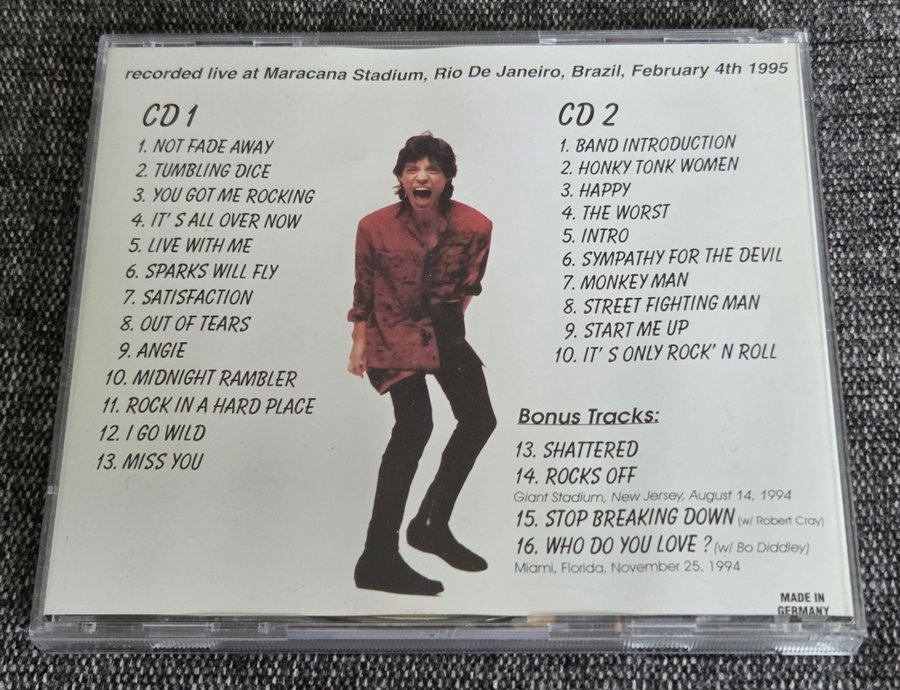 recorded live at Maracana Stadium, Rio De Janeiro, Brazil, February 4th 1995
CD 1
1. NOT FADE AWAY
2. TUMBLING DICE
3. YOU GOT ME ROCKING
4. IT'S ALL OVER NOW
5. LIVE WITH ME
6. SPARKS WILL FLY
7. SATISFACTION
8. OUT OF TEARS
9. ANGIE
10. MIDNIGHT RAMBLER
11. ROCK IN A HARD PLACE
12. I GO WILD
13. MISS YOU
CD 2
1. BAND INTRODUCTION
2. HONKY TONK WOMEN
3. HAPPY
4. THE WORST
5. INTRO
6. SYMPATHY FOR THE DEVIL
7. MONKEY MAN
8. STREET FIGHTING MAN
9. START ME UP
10. IT'S ONLY ROCK'N ROLL
Bonus Tracks:
13. SHATTERED
14. ROCKS OFF
Giant Stadium, New Jersey, August 14, 1994
15. STOP BREAKING DOWN (w/ Robert Cray)
16. WHO DO YOU LOVE ? (w/ Bo Diddley)
Miami, Florida, November 25, 1994
MADE IN
GERMANY